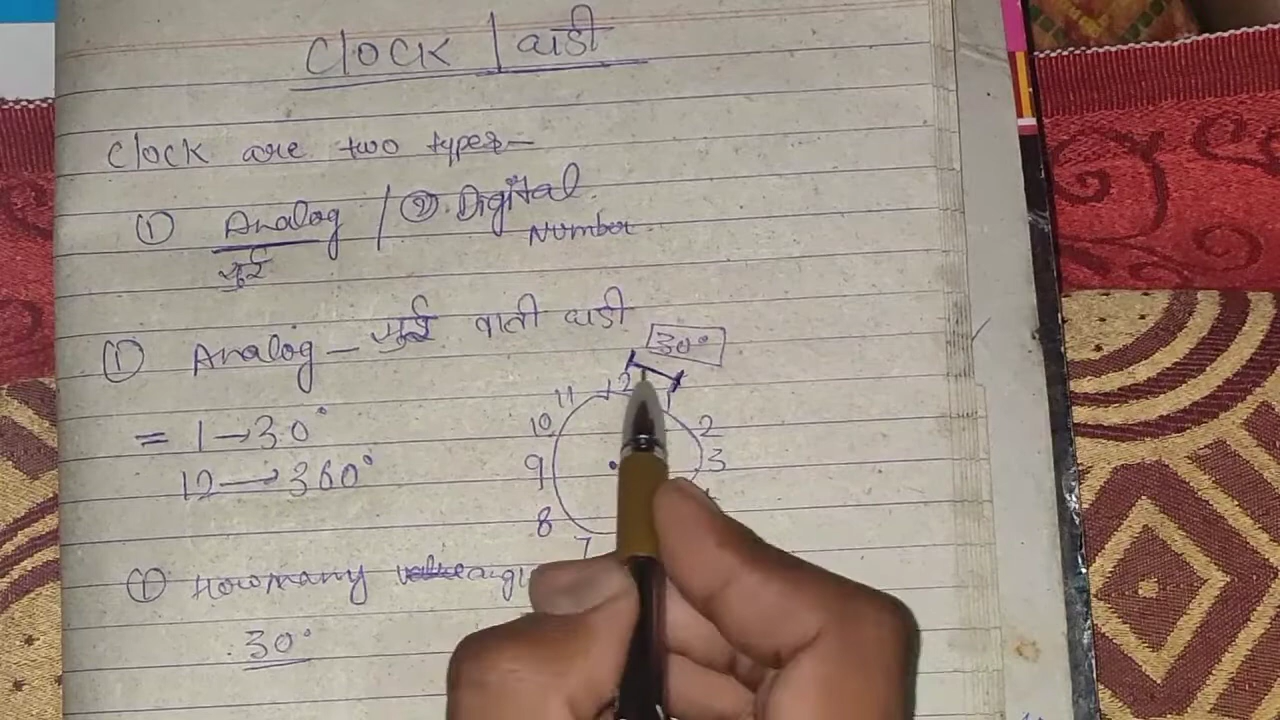 Clock | घडी
Clock are two types—
① Analog / ② Digital
सुई Number
① Analog — सुई वाली घडी
30°
= 1 → 30°
12 → 360°
11 12 1
10 2
9 3
8
7
① How many
30°